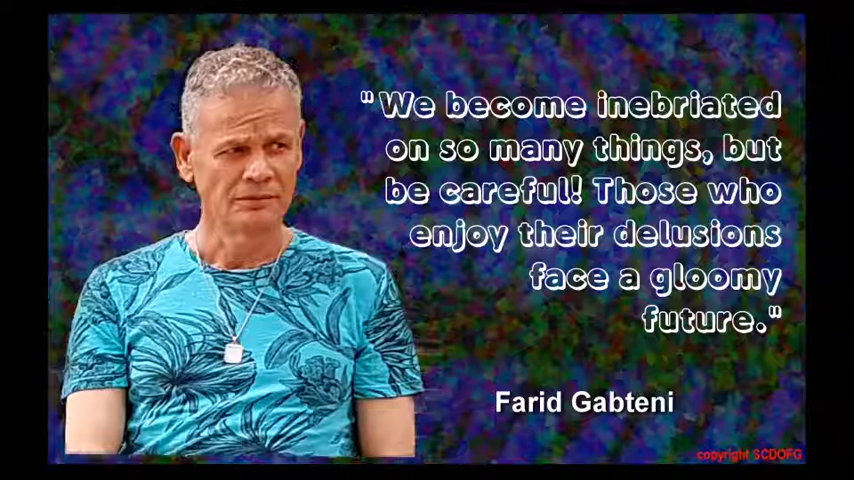 "We become inebriated
on so many things, but
be careful! Those who
enjoy their delusions
face a gloomy
future."
Farid Gabteni
copyright SCDOFG